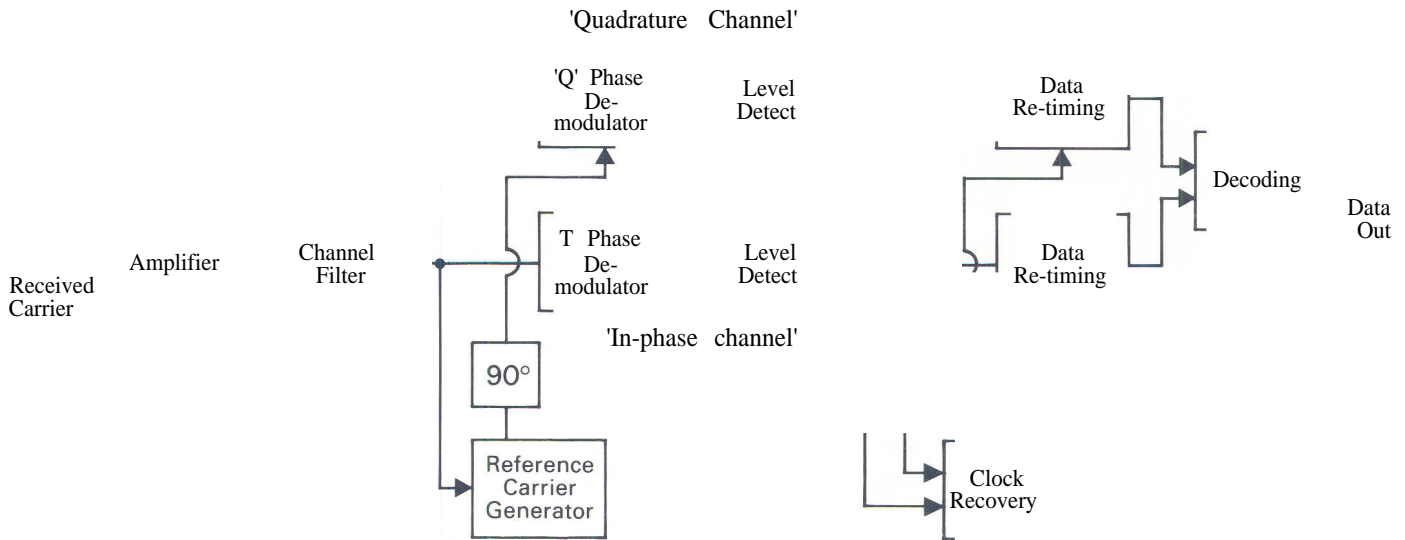 'Quadrature Channel'
'Q' Phase
De-
modulator
Level
Detect
Data
Re-timing
Decoding
Data
Out
Received
Carrier
Amplifier
Channel
Filter
T Phase
De-
modulator
Level
Detect
Data
Re-timing
'In-phase channel'
90°
Reference
Carrier
Generator
Clock
Recovery